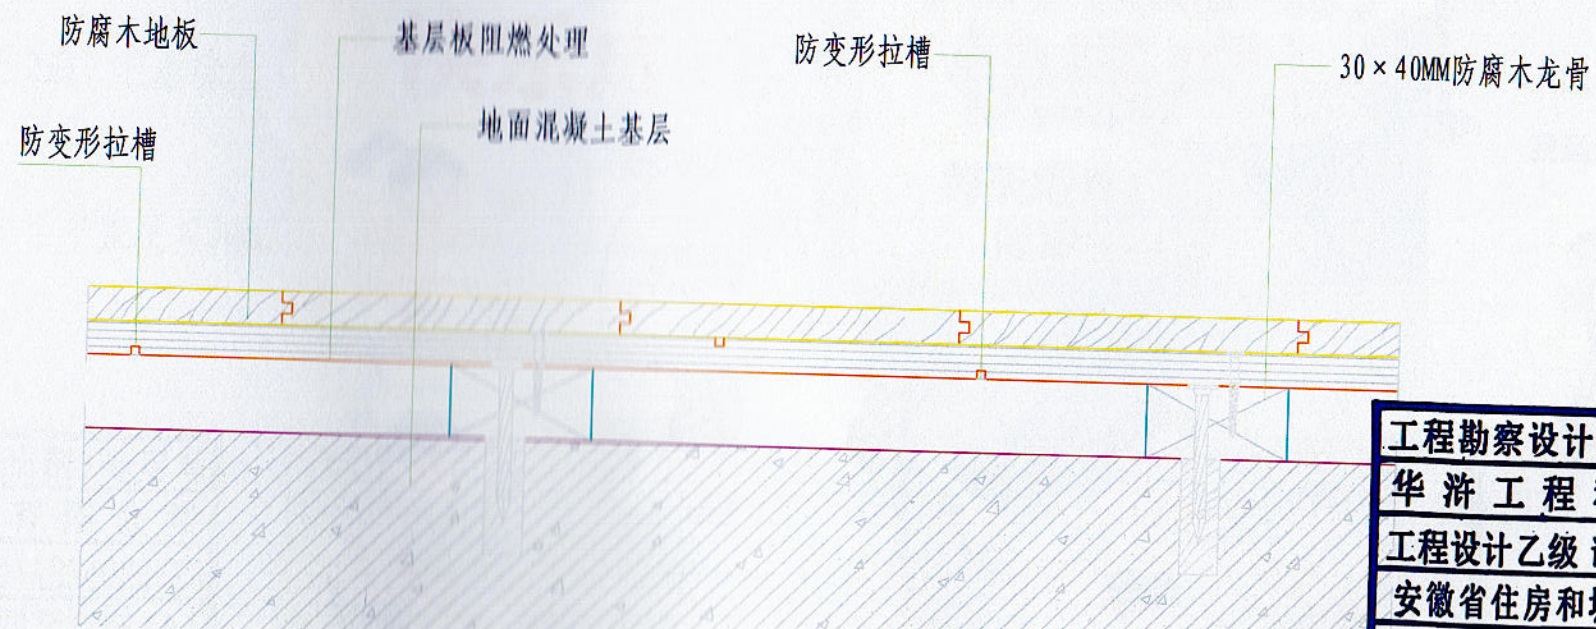 防腐木地板
基层板阻燃处理
防变形拉槽
30×40MM防腐木龙骨
地面混凝土基层
防变形拉槽
工程勘察设计
华浒工程
工程设计乙级
安徽省住房和